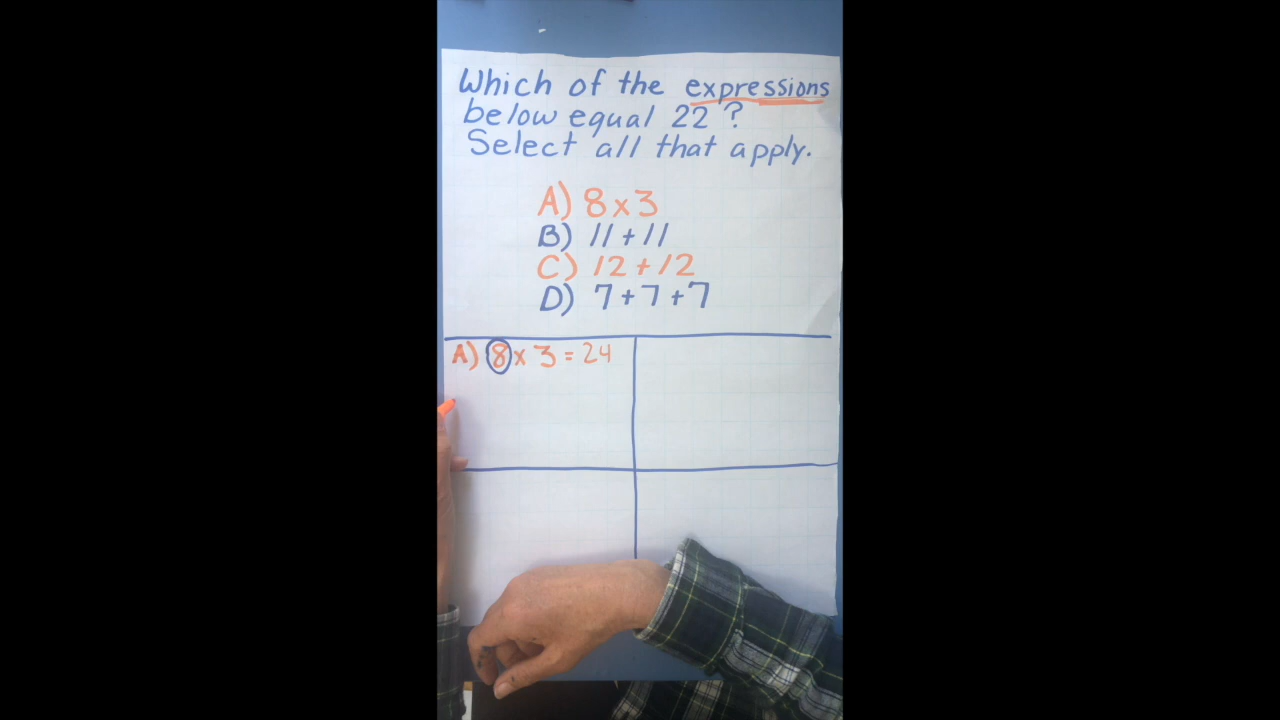 Which of the expressions
below equal 22?
Select all that apply.
A) 8 x 3
B) 11 + 11
C) 12 + 12
D) 7 + 7 + 7
A) 8 x 3 = 24